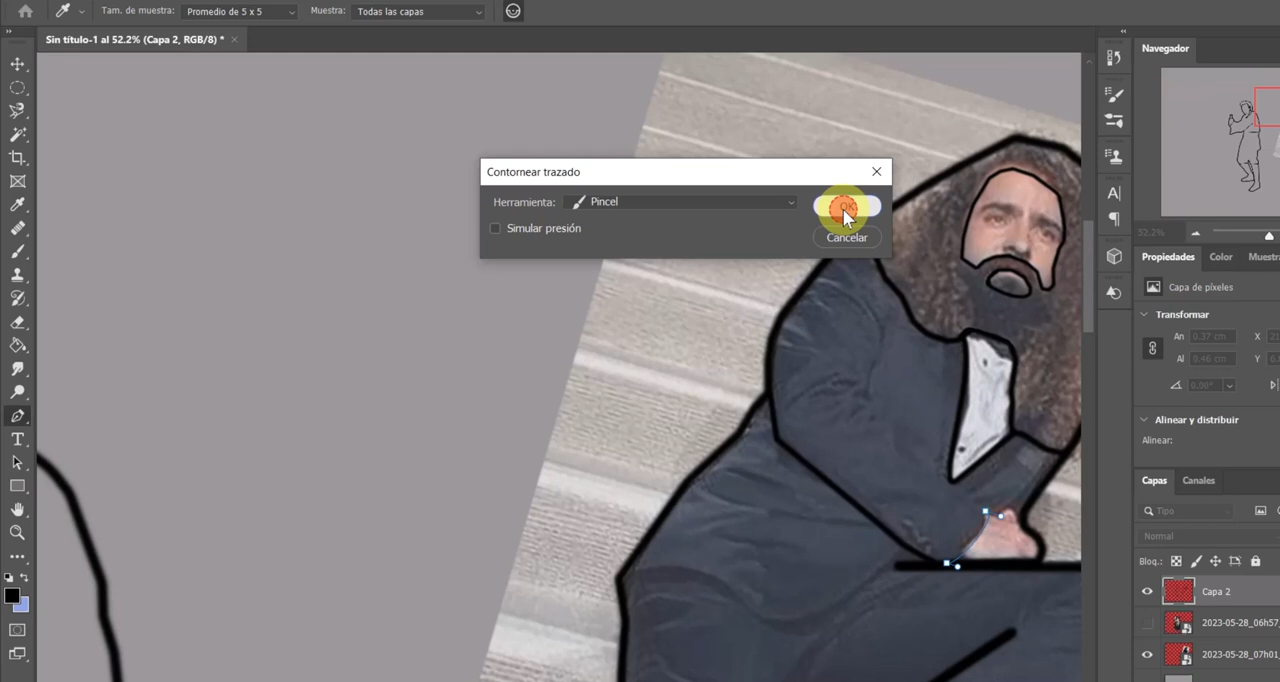 Tam. de muestra: Promedio de 5 x 5 Muestra: Todas las capas
Sin título-1 al 52.2% (Capa 2, RGB/8) *
Navegador
Contornear trazado
Herramienta: Pincel
OK
Simular presión
Cancelar
52.2%
Propiedades Color Muestra
Capa de píxeles
Transformar
An 0.37 cm X
Al 0.46 cm Y
0.00°
Alinear y distribuir
Alinear:
Capas Canales
Tipo
Normal
Bloq.:
Capa 2
2023-05-28_06h57
2023-05-28_07h01